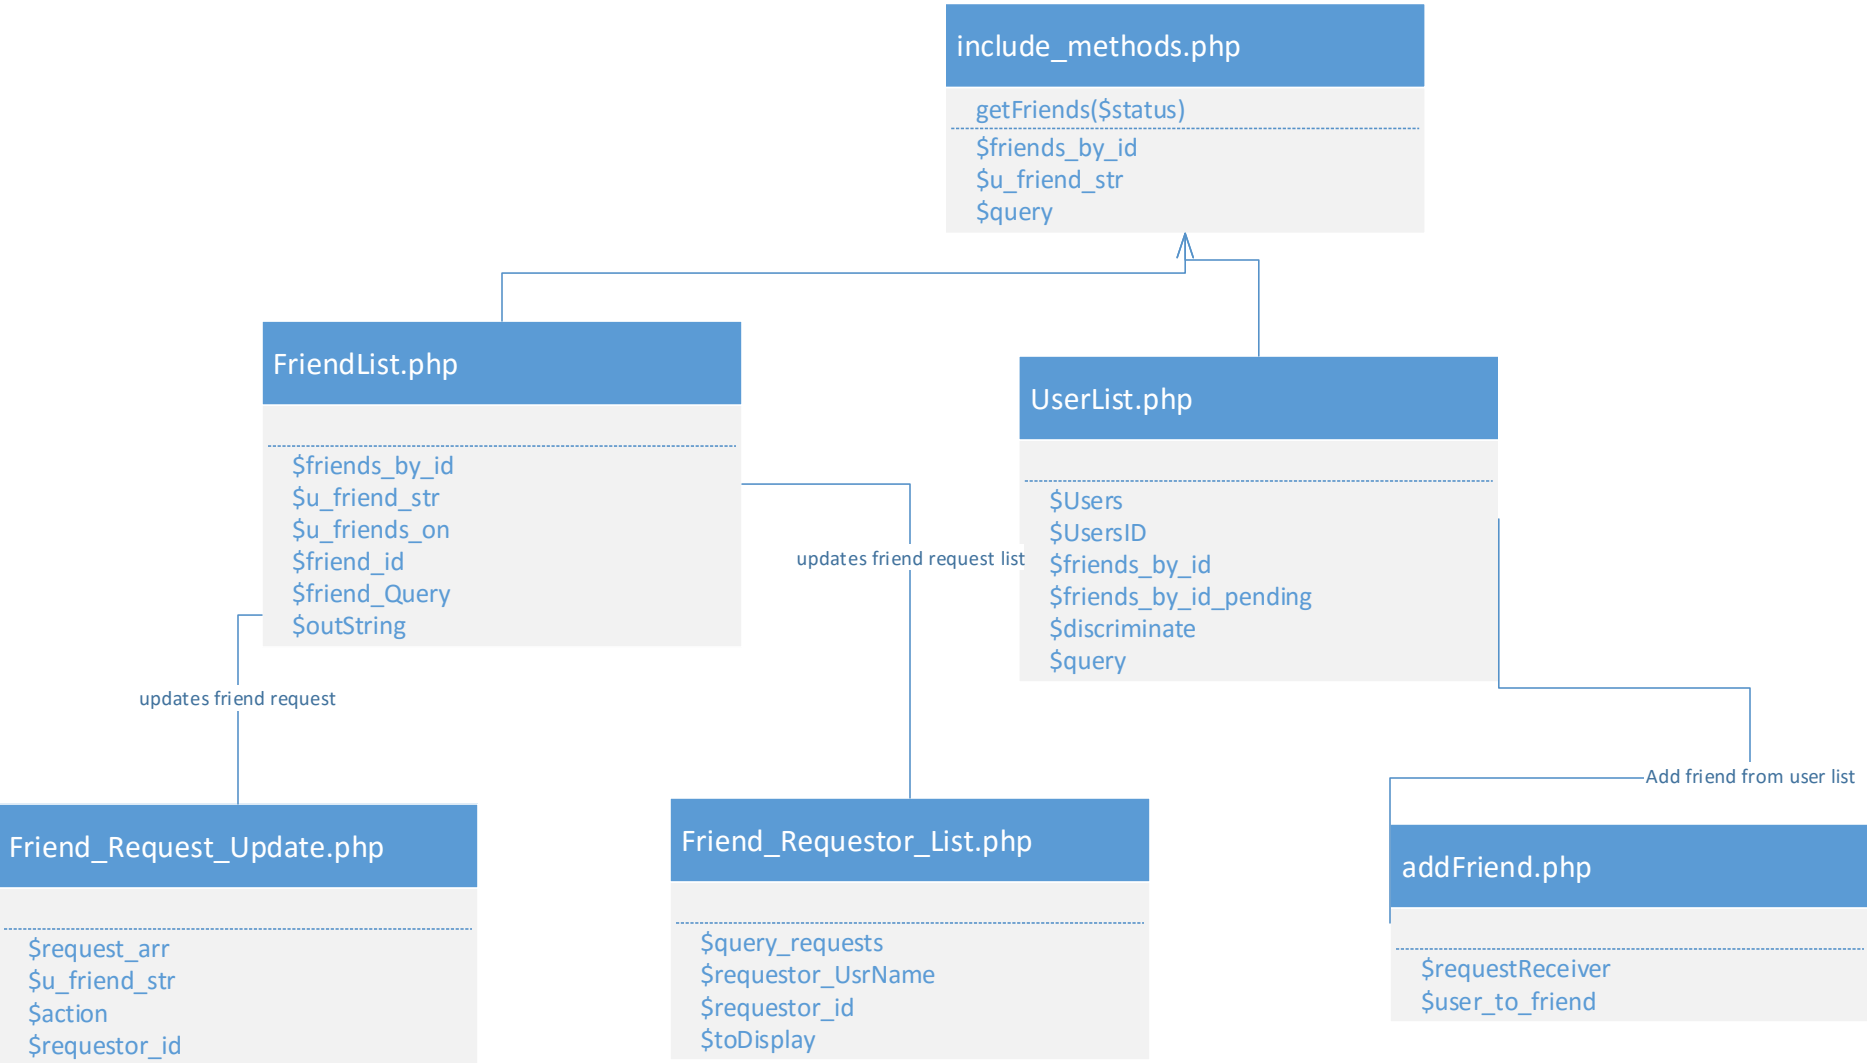 include_methods.php
getFriends($status)
$friends_by_id
$u_friend_str
$query
FriendList.php
$friends_by_id
$u_friend_str
$u_friends_on
$friend_id
$friend_Query
$outString
UserList.php
$Users
$UsersID
$friends_by_id
$friends_by_id_pending
$discriminate
$query
updates friend request list
updates friend request
Add friend from user list
Friend_Request_Update.php
$request_arr
$u_friend_str
$action
$requestor_id
Friend_Requestor_List.php
$query_requests
$requestor_UsrName
$requestor_id
$toDisplay
addFriend.php
$requestReceiver
$user_to_friend